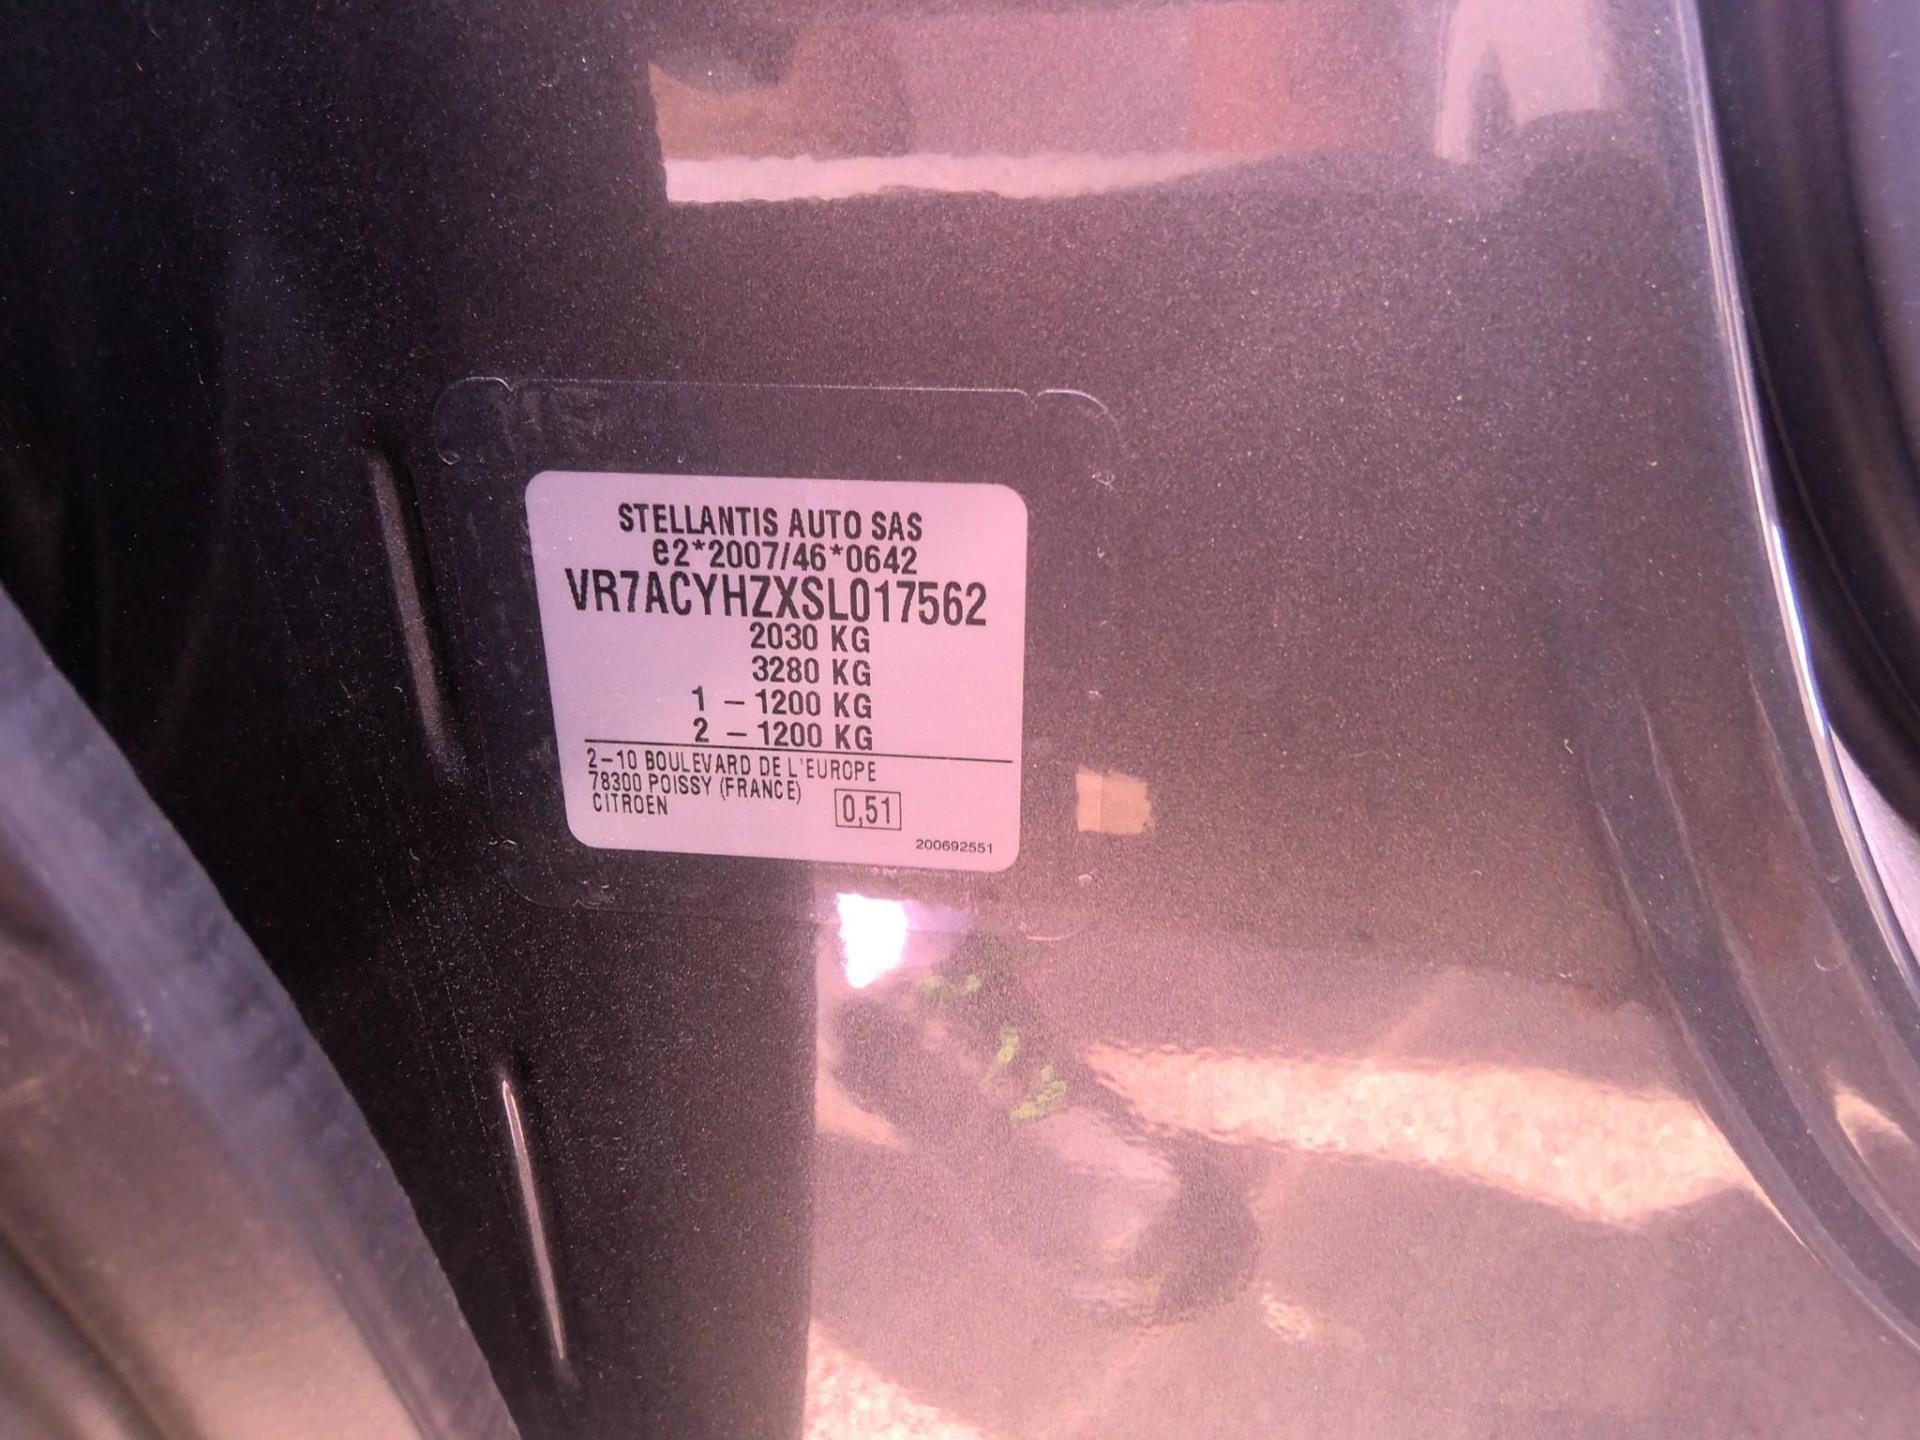 STELLANTIS AUTO SAS
e2*2007/46*0642
VR7ACYHZXSL017562
2030 KG
3280 KG
1 – 1200 KG
2 – 1200 KG
2–10 BOULEVARD DE L'EUROPE
78300 POISSY (FRANCE)
CITROEN
0,51
200692551